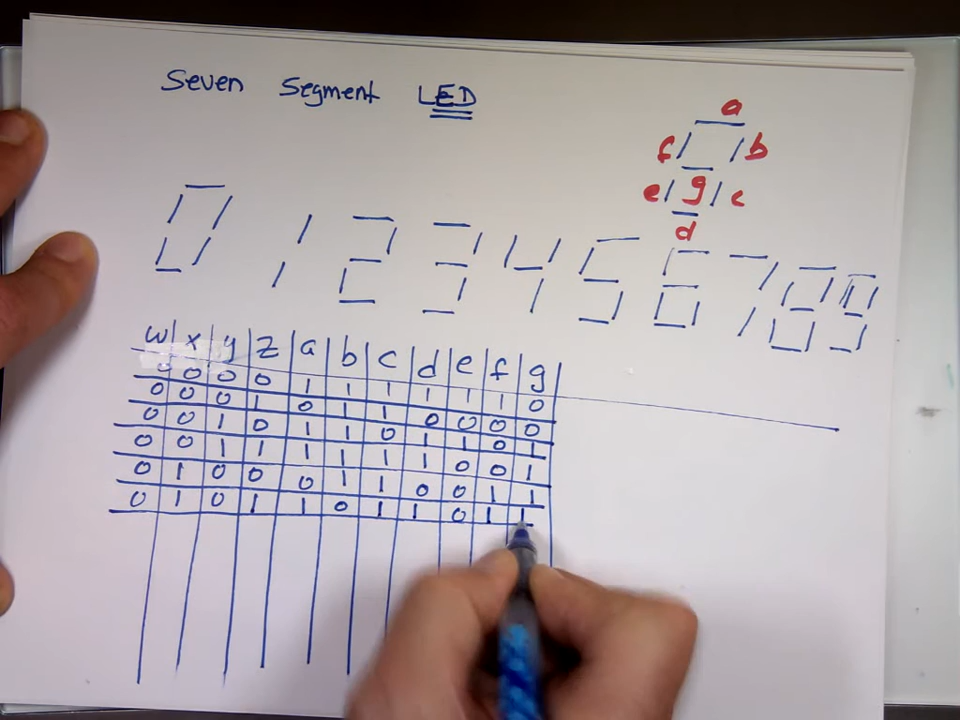 Seven Segment LED
a
f b
e g c
d
0 1 2 3 4 5 6 7 8 9
w x y z a b c d e f g
0 0 0 0 1 1 1 1 1 1 0
0 0 0 1 0 1 1 0 0 0 0
0 0 1 0 1 1 0 1 1 0 1
0 0 1 1 1 1 1 1 0 0 1
0 1 0 0 0 1 1 0 0 1 1
0 1 0 1 1 0 1 1 0 1 1